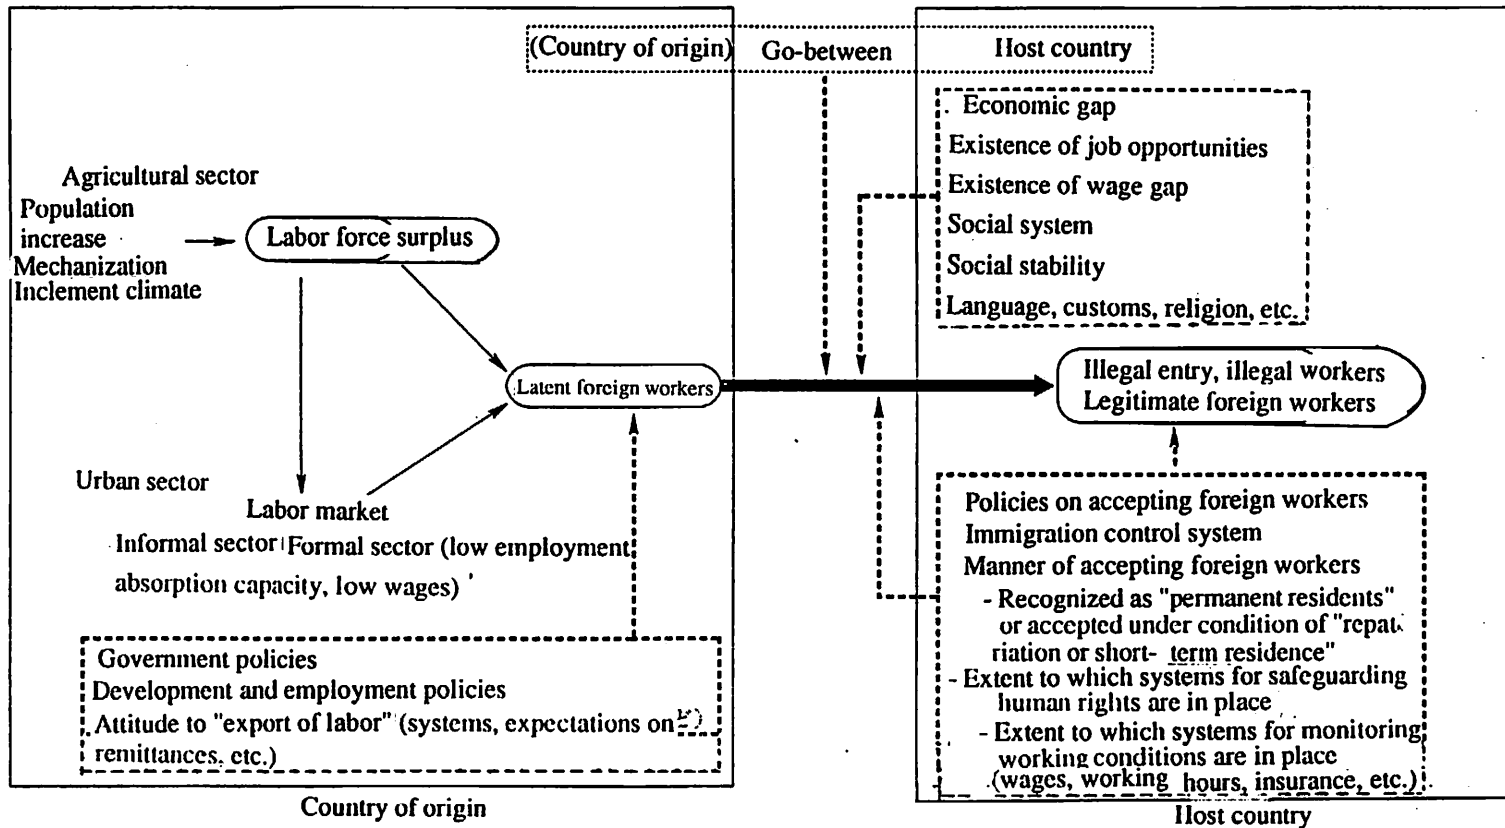 (Country of origin) Go-between Host country
Agricultural sector
Population
increase
Mechanization
Inclement climate
Labor force surplus
Latent foreign workers
Urban sector
Labor market
Informal sector Formal sector (low employment
absorption capacity, low wages)
Government policies
Development and employment policies
Attitude to "export of labor" (systems, expectations on
remittances, etc.)
Country of origin
Economic gap
Existence of job opportunities
Existence of wage gap
Social system
Social stability
Language, customs, religion, etc.
Illegal entry, illegal workers
Legitimate foreign workers
Policies on accepting foreign workers
Immigration control system
Manner of accepting foreign workers
- Recognized as "permanent residents"
or accepted under condition of "repat
riation or short- term residence"
- Extent to which systems for safeguarding
human rights are in place
- Extent to which systems for monitoring
working conditions are in place
(wages, working hours, insurance, etc.)
Host country